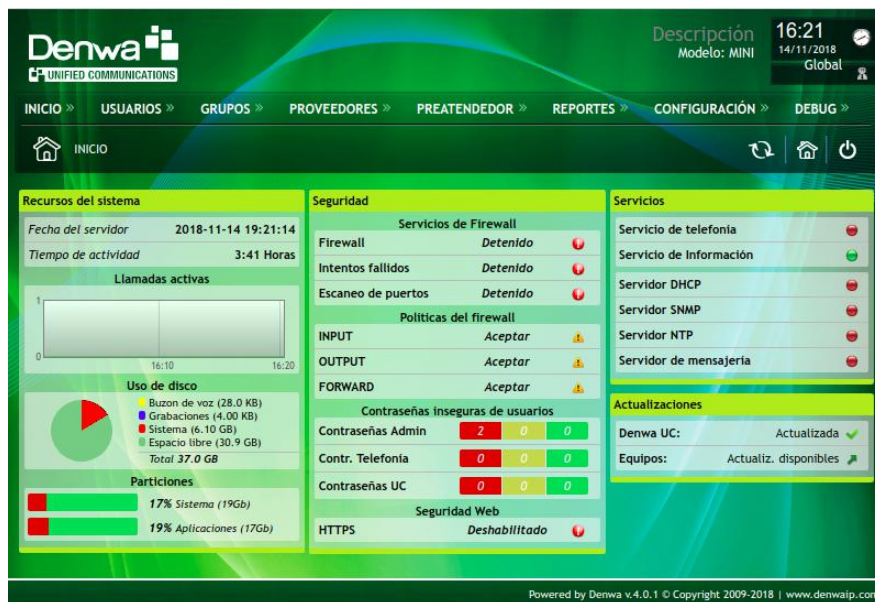 Denwa
UNIFIED COMMUNICATIONS
Descripción
Modelo: MINI
16:21
14/11/2018
Global
INICIO » USUARIOS » GRUPOS » PROVEEDORES » PREATENDEDOR » REPORTES » CONFIGURACIÓN » DEBUG »
INICIO
Recursos del sistema
Fecha del servidor 2018-11-14 19:21:14
Tiempo de actividad 3:41 Horas
Llamadas activas
1
0
16:10 16:20
Uso de disco
Buzon de voz (28.0 KB)
Grabaciones (4.00 KB)
Sistema (6.10 GB)
Espacio libre (30.9 GB)
Total 37.0 GB
Particiones
17% Sistema (19Gb)
19% Aplicaciones (17Gb)
Seguridad
Servicios de Firewall
Firewall Detenido
Intentos fallidos Detenido
Escaneo de puertos Detenido
Políticas del firewall
INPUT Aceptar
OUTPUT Aceptar
FORWARD Aceptar
Contraseñas inseguras de usuarios
Contraseñas Admin 2 0 0
Contr. Telefonía 0 0 0
Contraseñas UC 0 0 0
Seguridad Web
HTTPS Deshabilitado
Servicios
Servicio de telefonía
Servicio de Información
Servidor DHCP
Servidor SNMP
Servidor NTP
Servidor de mensajería
Actualizaciones
Denwa UC: Actualizada
Equipos: Actualiz. disponibles
Powered by Denwa v.4.0.1 © Copyright 2009-2018 | www.denwaip.com